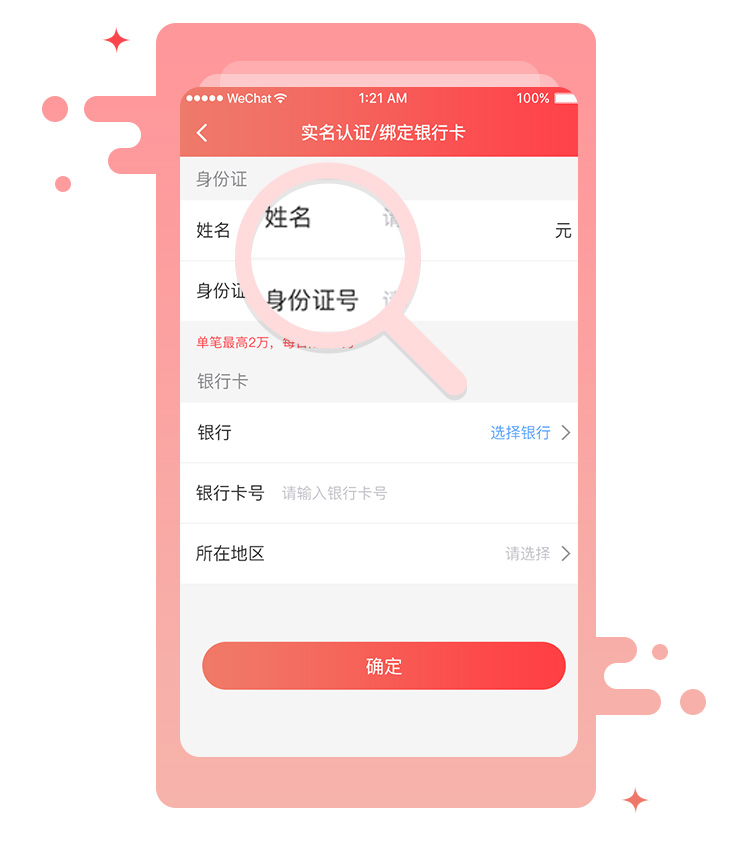 WeChat 1:21 AM 100%
实名认证/绑定银行卡
身份证
姓名 元
姓名
身份证
身份证号
单笔最高2万，每日
银行卡
银行 选择银行
银行卡号 请输入银行卡号
所在地区 请选择
确定